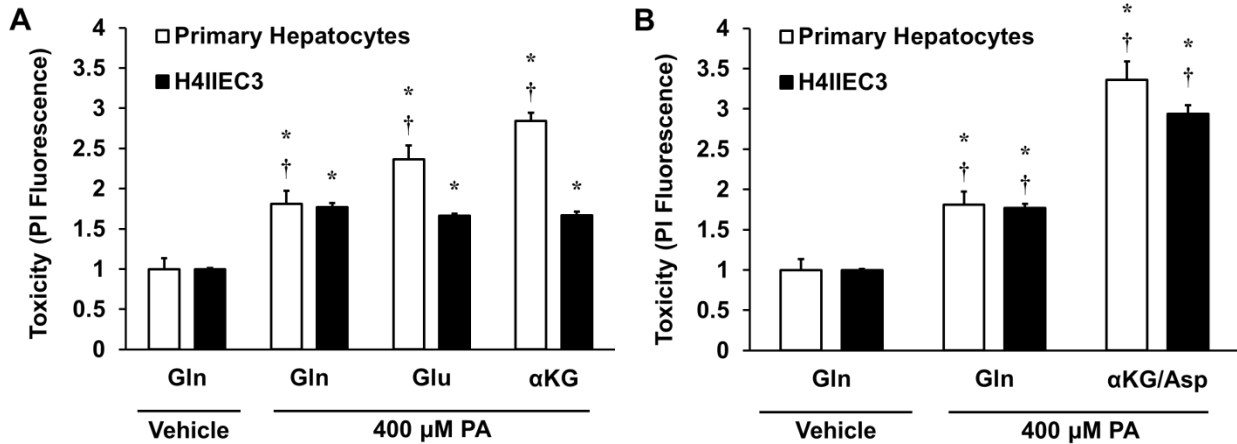 A
Toxicity (PI Fluorescence)
4
3.5
3
2.5
2
1.5
1
0.5
0
Primary Hepatocytes
H4IIEC3
*
†
*
*
†
*
*
†
*
Gln
Gln
Glu
αKG
Vehicle
400 µM PA
B
Toxicity (PI Fluorescence)
4
3.5
3
2.5
2
1.5
1
0.5
0
Primary Hepatocytes
H4IIEC3
*
†
*
†
*
†
*
†
Gln
Gln
αKG/Asp
Vehicle
400 µM PA